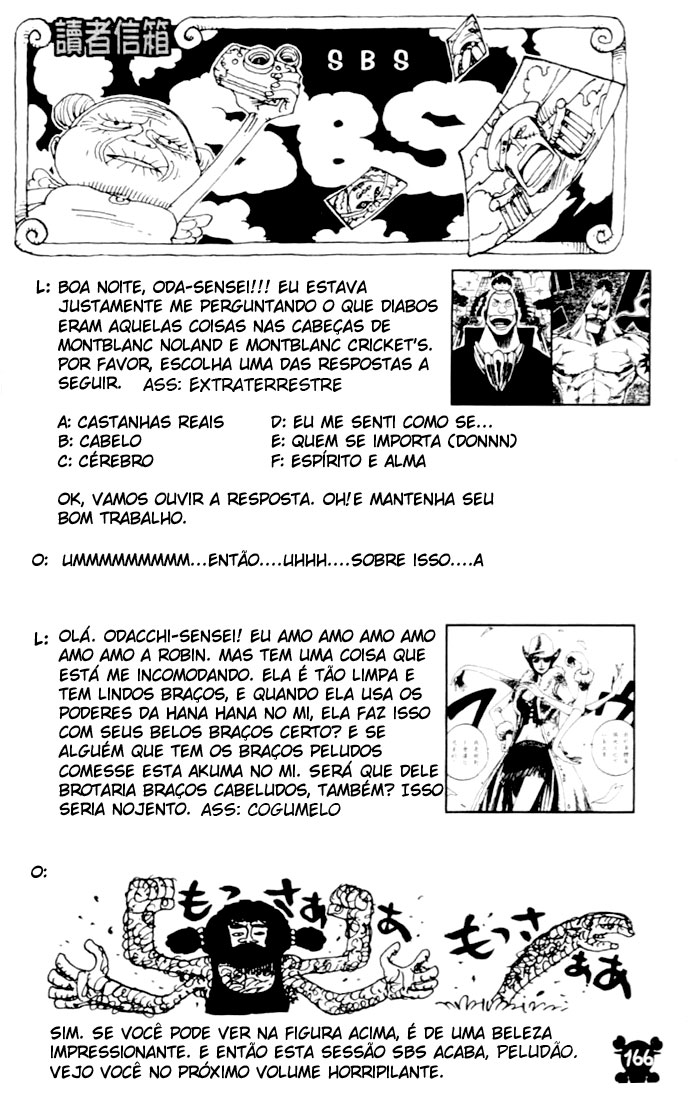 讀者信箱
SBS
SBS
L: BOA NOITE, ODA-SENSEI!!! EU ESTAVA
JUSTAMENTE ME PERGUNTANDO O QUE DIABOS
ERAM AQUELAS COISAS NAS CABEÇAS DE
MONTBLANC NOLAND E MONTBLANC CRICKET'S.
POR FAVOR, ESCOLHA UMA DAS RESPOSTAS A
SEGUIR. ASS: EXTRATERRESTRE
A: CASTANHAS REAIS D: EU ME SENTI COMO SE...
B: CABELO E: QUEM SE IMPORTA (DONNN)
C: CÉREBRO F: ESPÍRITO E ALMA
OK, VAMOS OUVIR A RESPOSTA. OH!E MANTENHA SEU
BOM TRABALHO.
O: UMMMMMMMMMM...ENTÃO....UHHH....SOBRE ISSO....A
L: OLÁ. ODACCHI-SENSEI! EU AMO AMO AMO AMO
AMO AMO A ROBIN. MAS TEM UMA COISA QUE
ESTÁ ME INCOMODANDO. ELA É TÃO LIMPA E
TEM LINDOS BRAÇOS, E QUANDO ELA USA OS
PODERES DA HANA HANA NO MI, ELA FAZ ISSO
COM SEUS BELOS BRAÇOS CERTO? E SE
ALGUÉM QUE TEM OS BRAÇOS PELUDOS
COMESSE ESTA AKUMA NO MI. SERÁ QUE DELE
BROTARIA BRAÇOS CABELUDOS, TAMBÉM? ISSO
SERIA NOJENTO. ASS: COGUMELO
O:
もっさぁぁ
もっさぁぁ
SIM. SE VOCÊ PODE VER NA FIGURA ACIMA, É DE UMA BELEZA
IMPRESSIONANTE. E ENTÃO ESTA SESSÃO SBS ACABA, PELUDÃO.
VEJO VOCÊ NO PRÓXIMO VOLUME HORRIPILANTE.
166